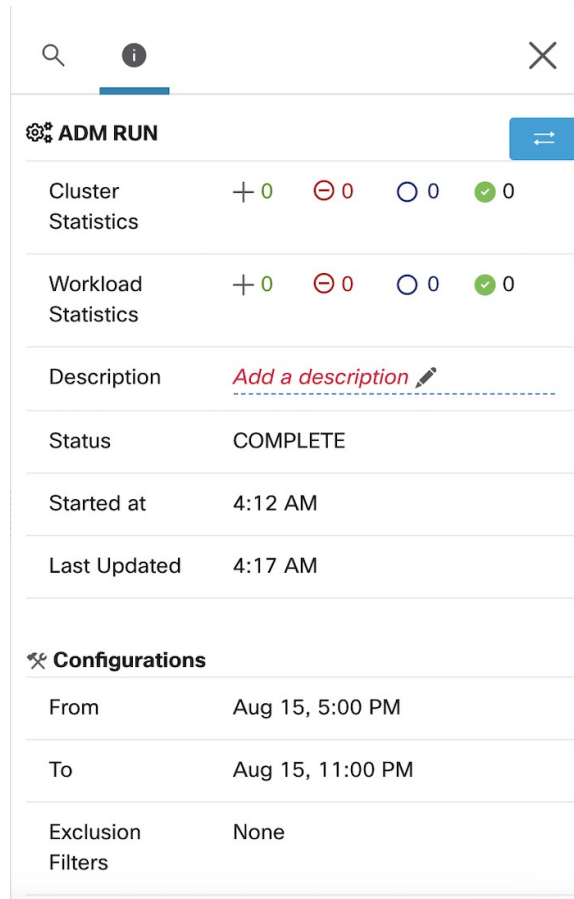 ADM RUN
Cluster Statistics
0 0 0 0
Workload Statistics
0 0 0 0
Description Add a description
Status COMPLETE
Started at 4:12 AM
Last Updated 4:17 AM
Configurations
From Aug 15, 5:00 PM
To Aug 15, 11:00 PM
Exclusion Filters None